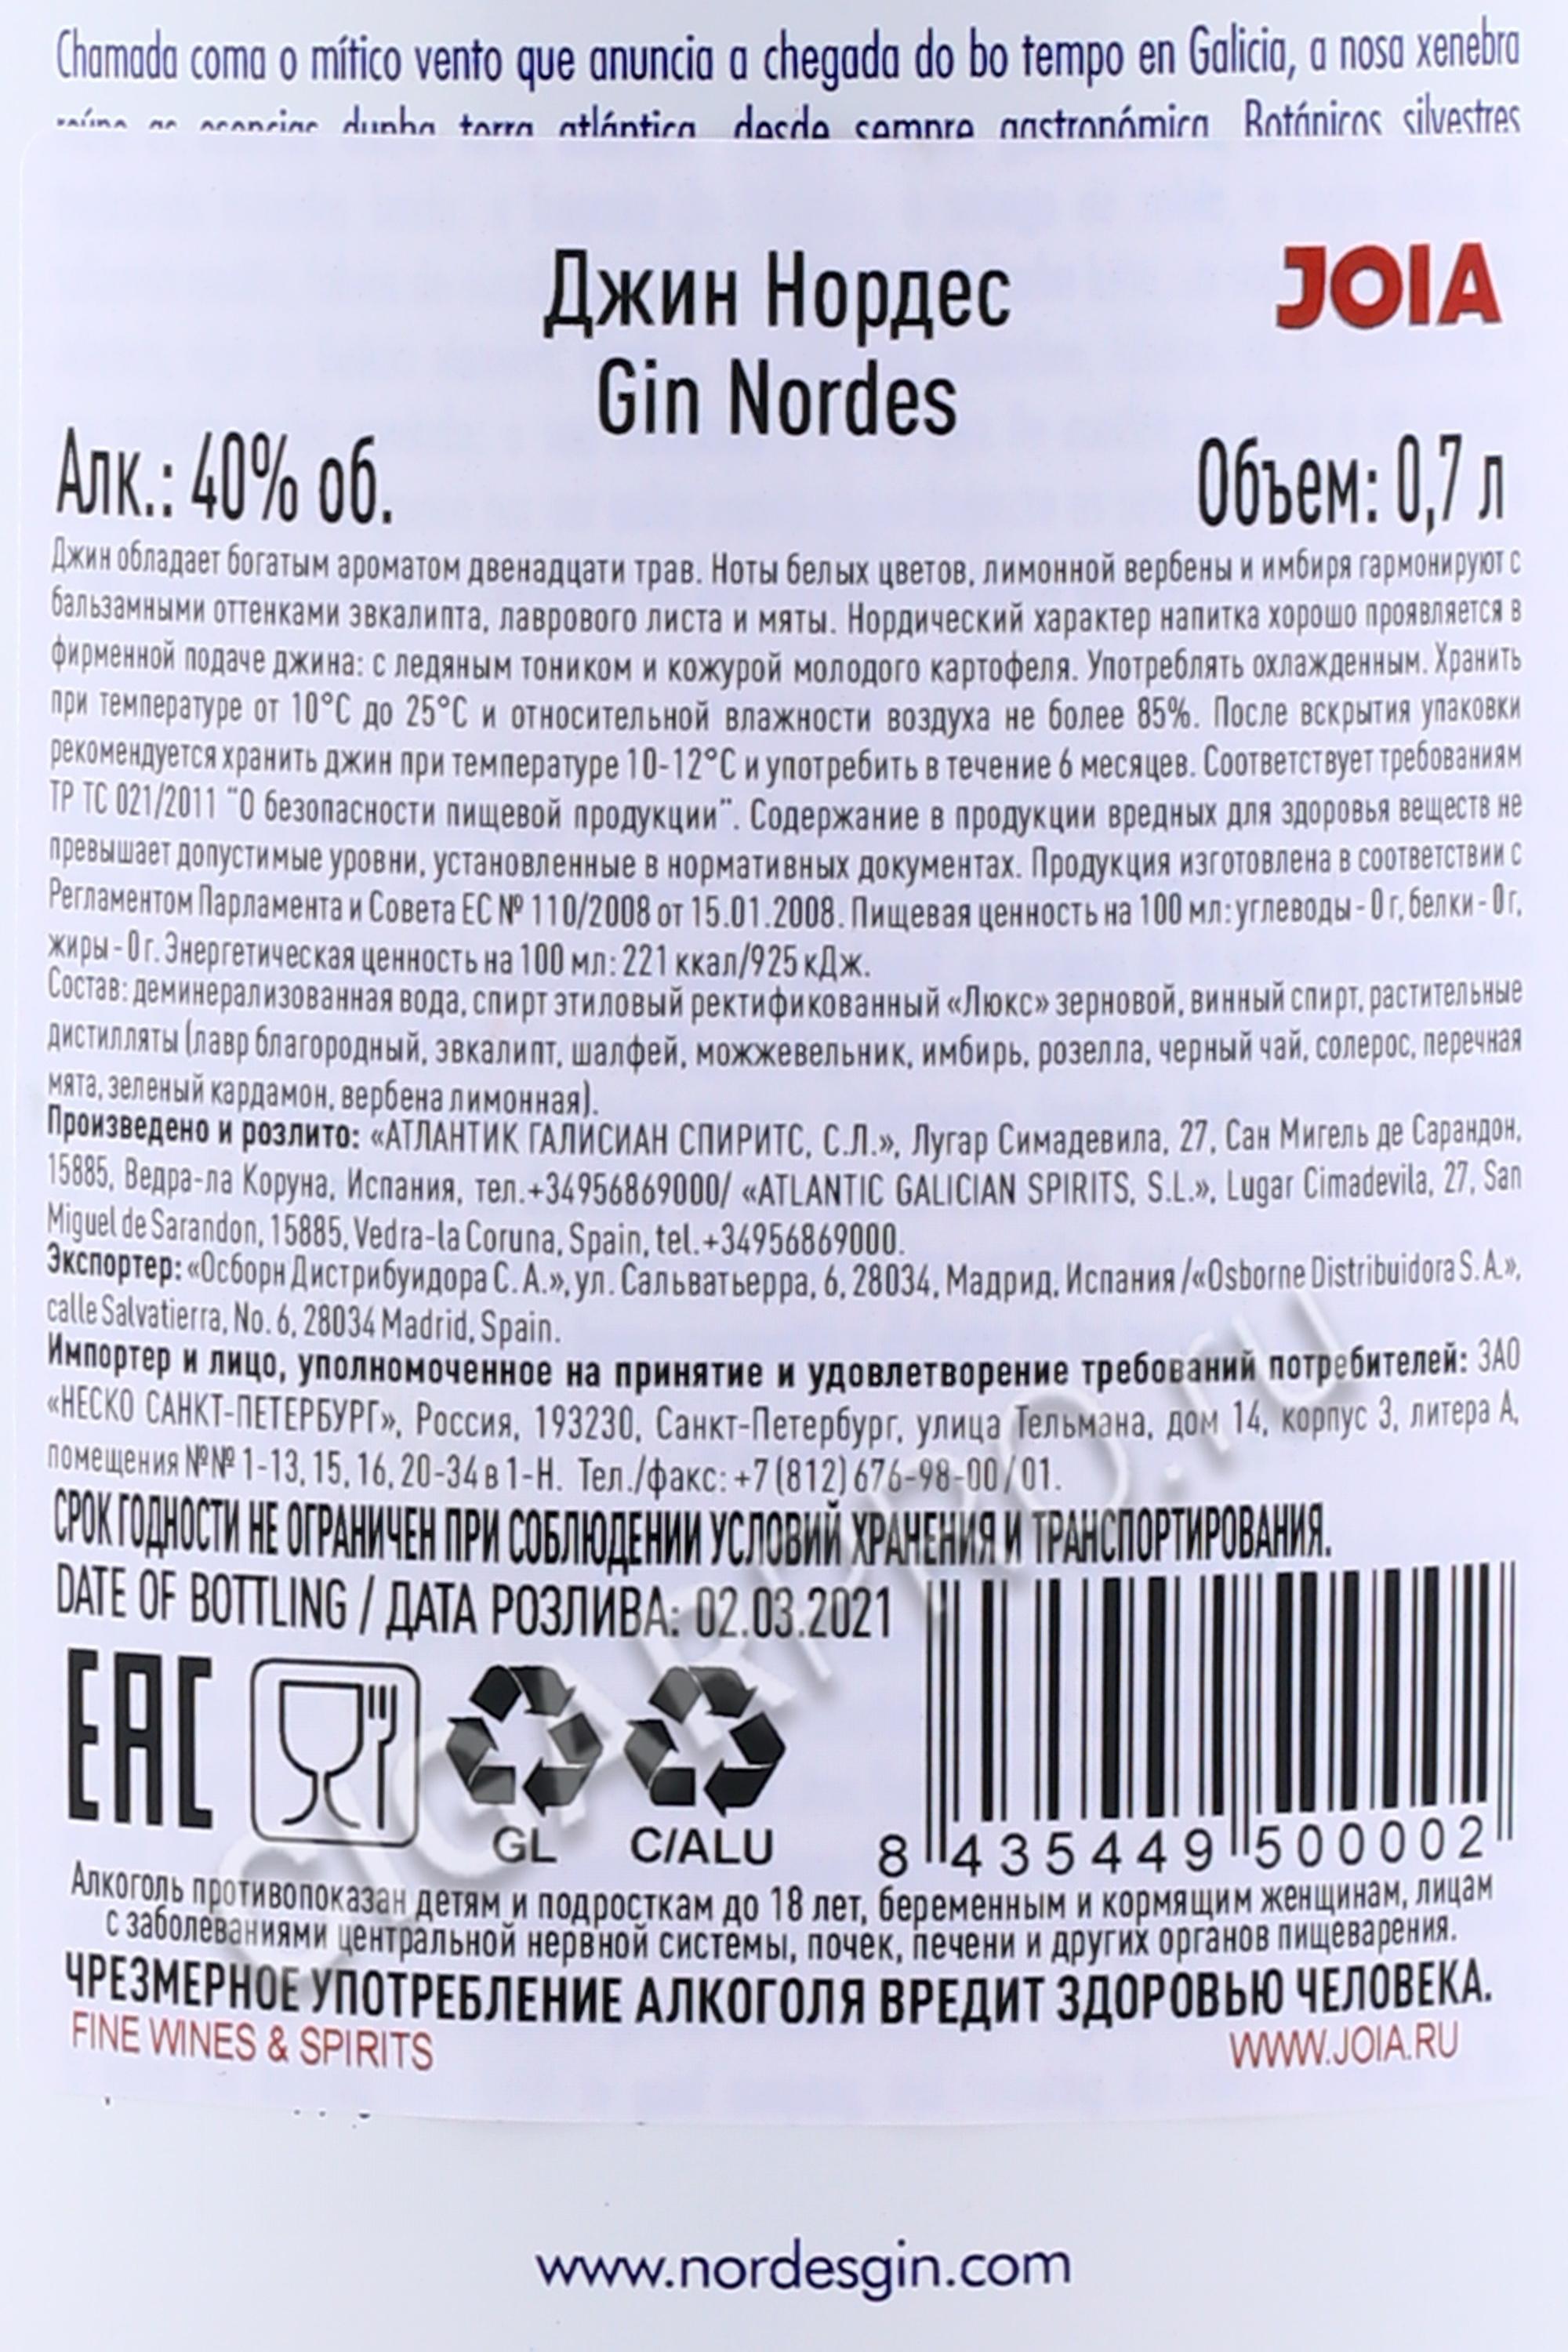 Chamada coma o mítico vento que anuncia a chegada do bo tempo en Galicia, a nosa xenebra
reúne as esencias dunha terra atlántica, desde sempre gastronómica. Botánicos silvestres
Джин Нордес
JOIA
Gin Nordes
Алк.: 40% об.
Объем: 0,7 л
Джин обладает богатым ароматом двенадцати трав. Ноты белых цветов, лимонной вербены и имбиря гармонируют с
бальзамными оттенками эвкалипта, лаврового листа и мяты. Нордический характер напитка хорошо проявляется в
фирменной подаче джина: с ледяным тоником и кожурой молодого картофеля. Употреблять охлажденным. Хранить
при температуре от 10°C до 25°C и относительной влажности воздуха не более 85%. После вскрытия упаковки
рекомендуется хранить джин при температуре 10-12°C и употребить в течение 6 месяцев. Соответствует требованиям
ТР ТС 021/2011 "О безопасности пищевой продукции". Содержание в продукции вредных для здоровья веществ не
превышает допустимые уровни, установленные в нормативных документах. Продукция изготовлена в соответствии с
Регламентом Парламента и Совета ЕС № 110/2008 от 15.01.2008. Пищевая ценность на 100 мл: углеводы - 0 г, белки - 0 г,
жиры - 0 г. Энергетическая ценность на 100 мл: 221 ккал/925 кДж.
Состав: деминерализованная вода, спирт этиловый ректификованный «Люкс» зерновой, винный спирт, растительные
дистилляты (лавр благородный, эвкалипт, шалфей, можжевельник, имбирь, розелла, черный чай, солерос, перечная
мята, зеленый кардамон, вербена лимонная).
Произведено и розлито: «АТЛАНТИК ГАЛИСИАН СПИРИТС, С.Л.», Лугар Симадевила, 27, Сан Мигель де Сарандон,
15885, Ведра-ла Коруна, Испания, тел.+34956869000/ «ATLANTIC GALICIAN SPIRITS, S.L.», Lugar Cimadevila, 27, San
Miguel de Sarandon, 15885, Vedra-la Coruna, Spain, tel.+34956869000.
Экспортер: «Осборн Дистрибуидора С. А.», ул. Сальватьерра, 6, 28034, Мадрид, Испания /«Osborne Distribuidora S.A.»,
calle Salvatierra, No. 6, 28034 Madrid, Spain.
Импортер и лицо, уполномоченное на принятие и удовлетворение требований потребителей: ЗАО
«НЕСКО САНКТ-ПЕТЕРБУРГ», Россия, 193230, Санкт-Петербург, улица Тельмана, дом 14, корпус 3, литера А,
помещения №№ 1-13, 15, 16, 20-34 в 1-Н. Тел./факс: +7 (812) 676-98-00/01.
СРОК ГОДНОСТИ НЕ ОГРАНИЧЕН ПРИ СОБЛЮДЕНИИ УСЛОВИЙ ХРАНЕНИЯ И ТРАНСПОРТИРОВАНИЯ.
DATE OF BOTTLING / ДАТА РОЗЛИВА: 02.03.2021
EAC
GL
C/ALU
8 435449 500002
CIGARPRO.ru
Алкоголь противопоказан детям и подросткам до 18 лет, беременным и кормящим женщинам, лицам
с заболеваниями центральной нервной системы, почек, печени и других органов пищеварения.
ЧРЕЗМЕРНОЕ УПОТРЕБЛЕНИЕ АЛКОГОЛЯ ВРЕДИТ ЗДОРОВЬЮ ЧЕЛОВЕКА.
FINE WINES & SPIRITS
WWW.JOIA.RU
www.nordesgin.com